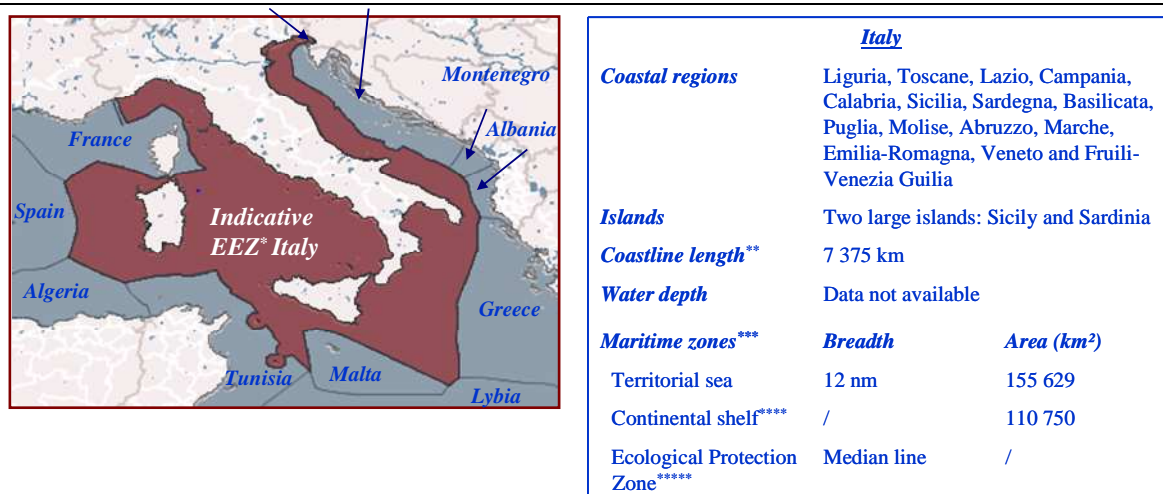 Montenegro
Albania
France
Spain
Indicative
EEZ* Italy
Algeria
Greece
Tunisia
Malta
Lybia
Italy
Coastal regions Liguria, Toscane, Lazio, Campania,
Calabria, Sicilia, Sardegna, Basilicata,
Puglia, Molise, Abruzzo, Marche,
Emilia-Romagna, Veneto and Fruili-
Venezia Guilia
Islands Two large islands: Sicily and Sardinia
Coastline length** 7 375 km
Water depth Data not available
Maritime zones*** Breadth Area (km²)
Territorial sea 12 nm 155 629
Continental shelf**** / 110 750
Ecological Protection Median line /
Zone*****